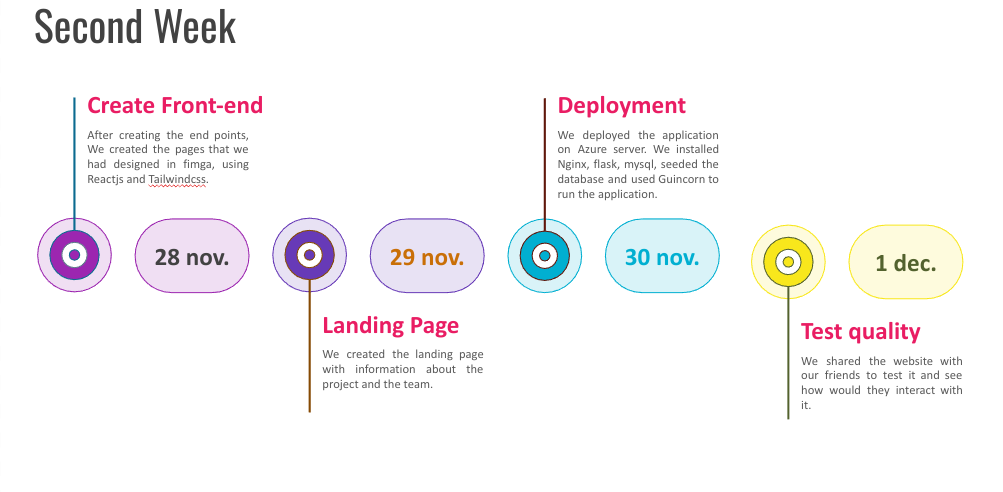 Second Week
Create Front-end
After creating the end points,
We created the pages that we
had designed in fimga, using
Reactjs and Tailwindcss.
Deployment
We deployed the application
on Azure server. We installed
Nginx, flask, mysql, seeded the
database and used Guincorn to
run the application.
28 nov.
29 nov.
30 nov.
1 dec.
Landing Page
We created the landing page
with information about the
project and the team.
Test quality
We shared the website with
our friends to test it and see
how would they interact with
it.